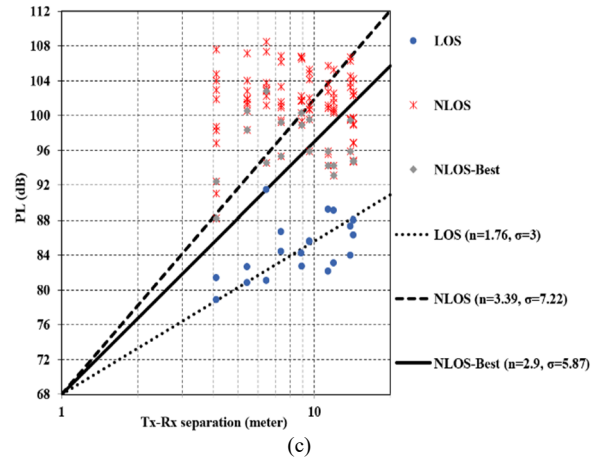 112
108
104
100
96
92
88
84
80
76
72
68
PL (dB)
1
10
Tx-Rx separation (meter)
LOS
NLOS
NLOS-Best
LOS (n=1.76, σ=3)
NLOS (n=3.39, σ=7.22)
NLOS-Best (n=2.9, σ=5.87)
(c)